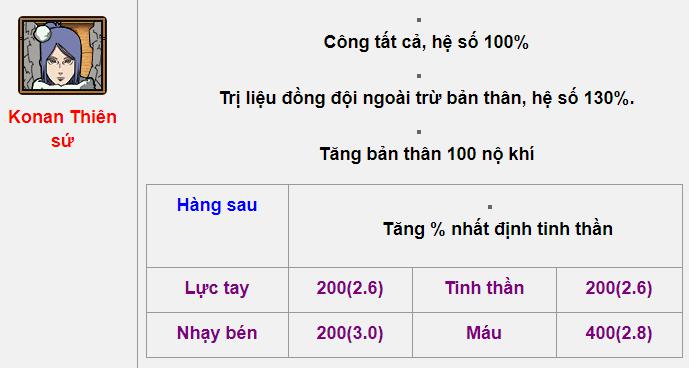 Konan Thiên
sứ
Công tất cả, hệ số 100%
Trị liệu đồng đội ngoài trừ bản thân, hệ số 130%.
Tăng bản thân 100 nộ khí
Hàng sau
Tăng % nhất định tinh thần
Lực tay 200(2.6) Tinh thần 200(2.6)
Nhạy bén 200(3.0) Máu 400(2.8)